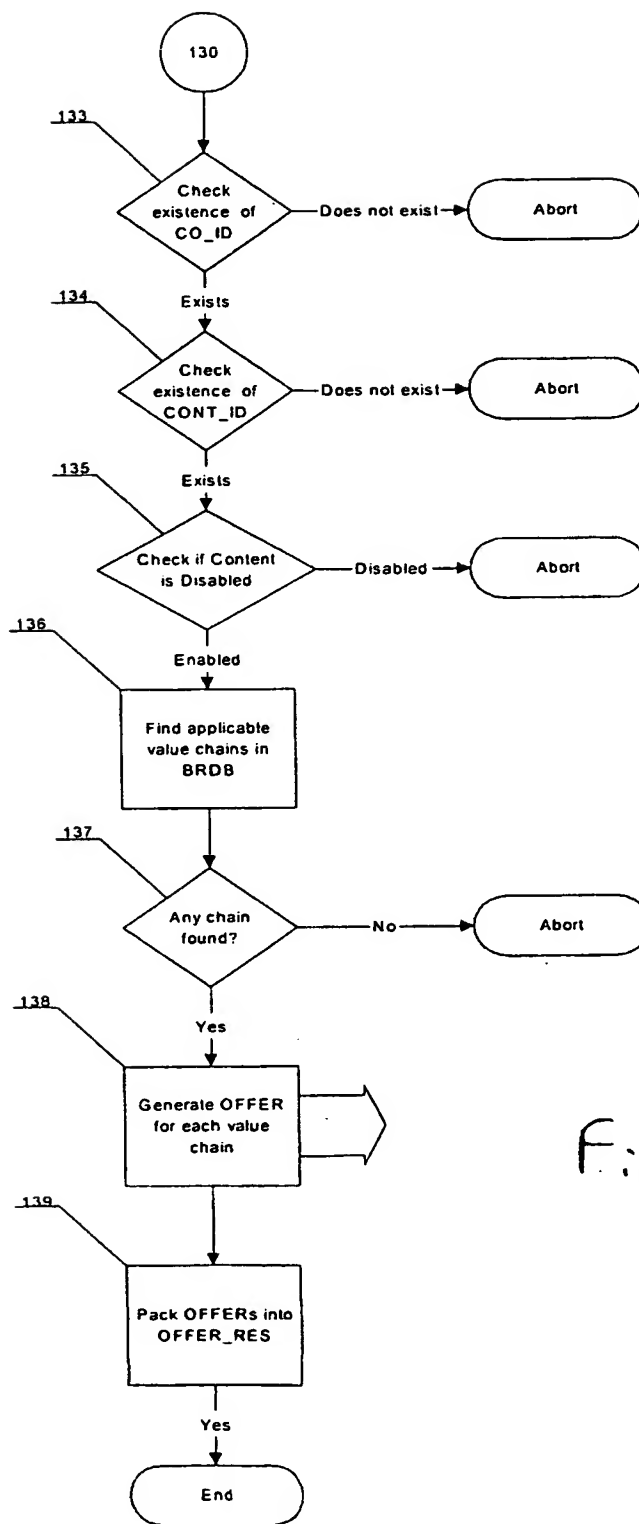 130
133
Check
existence of
CO_ID
Does not exist
Abort
Exists
134
Check
existence of
CONT_ID
Does not exist
Abort
Exists
135
Check if Content
is Disabled
Disabled
Abort
Enabled
136
Find applicable
value chains in
BRDB
137
Any chain
found?
No
Abort
Yes
138
Generate OFFER
for each value
chain
139
Pack OFFERs into
OFFER_RES
Yes
End